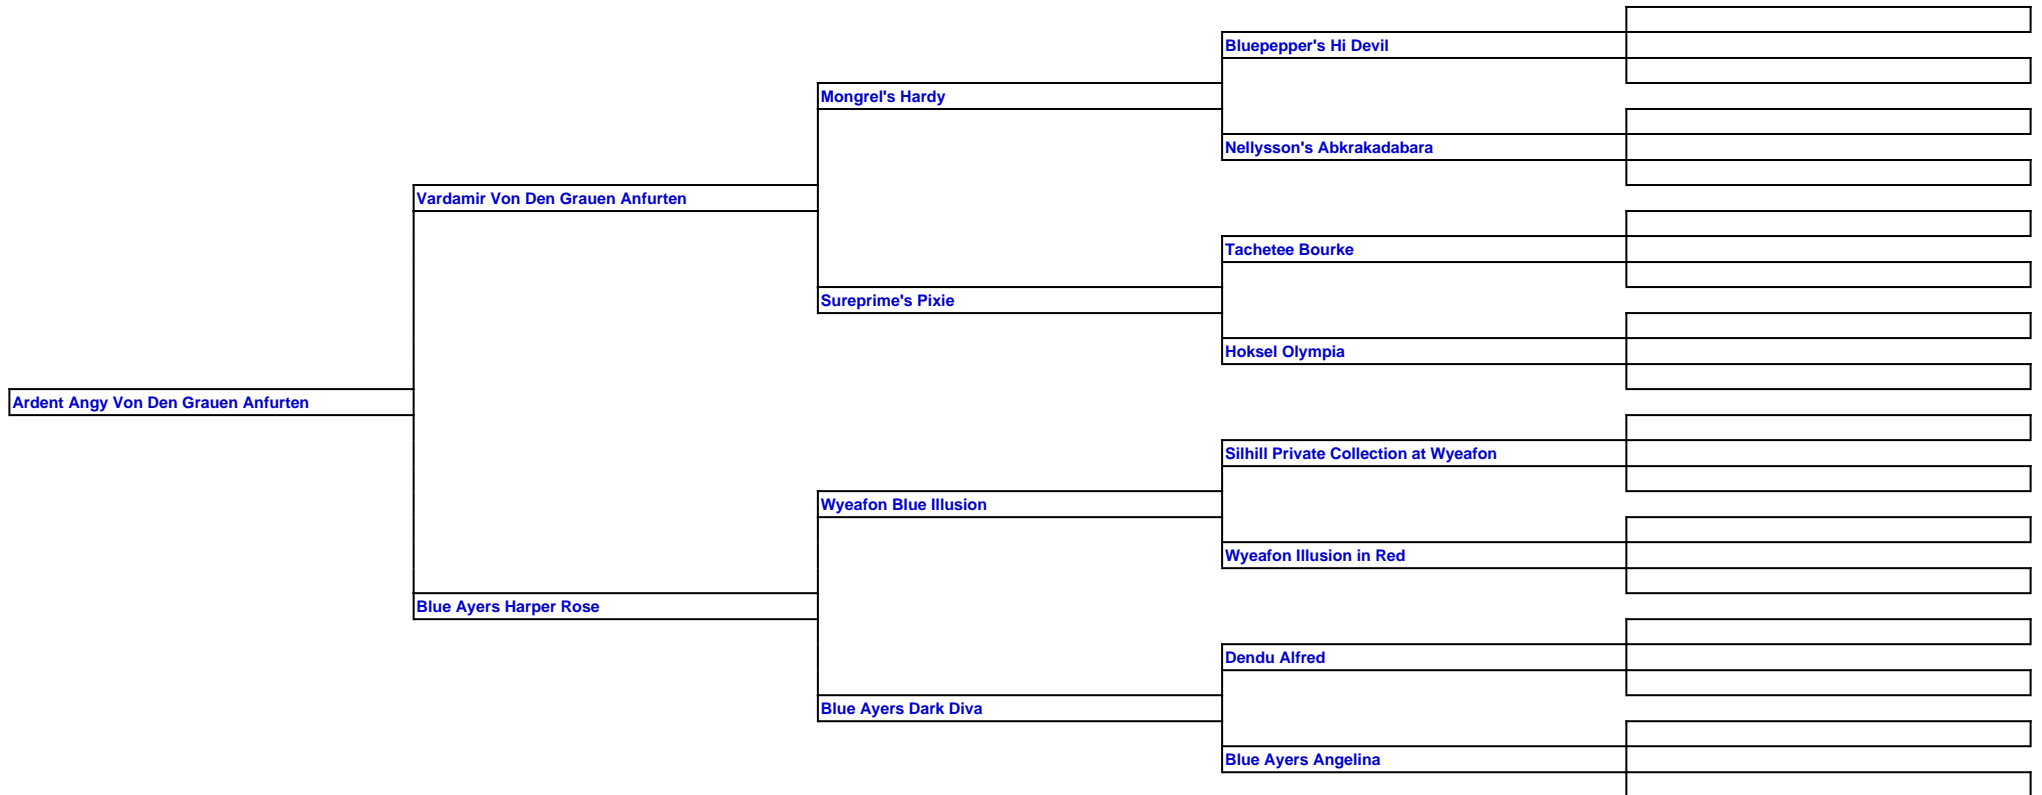 Bluepepper's Hi Devil
Mongrel's Hardy
Nellysson's Abkrakadabara
Vardamir Von Den Grauen Anfurten
Tachetee Bourke
Sureprime's Pixie
Hoksel Olympia
Ardent Angy Von Den Grauen Anfurten
Silhill Private Collection at Wyeafon
Wyeafon Blue Illusion
Wyeafon Illusion in Red
Blue Ayers Harper Rose
Dendu Alfred
Blue Ayers Dark Diva
Blue Ayers Angelina